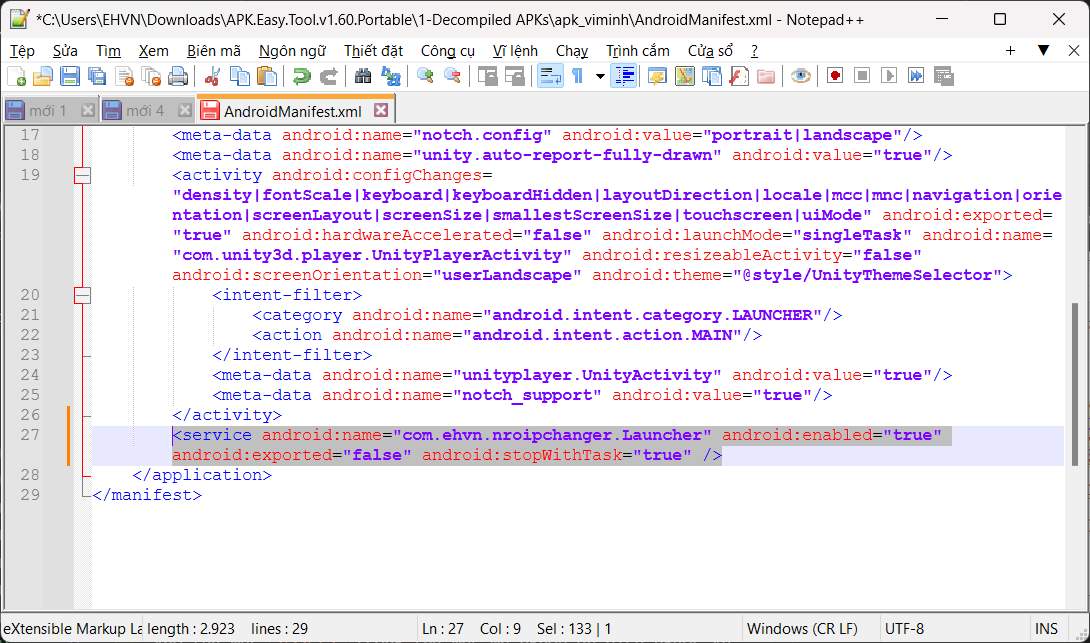 *C:\Users\EHVN\Downloads\APK.Easy.Tool.v1.60.Portable\1-Decompiled APKs\apk_viminh\AndroidManifest.xml - Notepad++
Tệp Sửa Tìm Xem Biên mã Ngôn ngữ Thiết đặt Công cụ Vĩ lệnh Chạy Trình cắm Cửa sổ ? + ▼ X
mới 1 mới 4 AndroidManifest.xml
17 <meta-data android:name="notch.config" android:value="portrait|landscape"/>
18 <meta-data android:name="unity.auto-report-fully-drawn" android:value="true"/>
19 <activity android:configChanges=
"density|fontScale|keyboard|keyboardHidden|layoutDirection|locale|mcc|mnc|navigation|orie
ntation|screenLayout|screenSize|smallestScreenSize|touchscreen|uiMode" android:exported=
"true" android:hardwareAccelerated="false" android:launchMode="singleTask" android:name=
"com.unity3d.player.UnityPlayerActivity" android:resizeableActivity="false"
android:screenOrientation="userLandscape" android:theme="@style/UnityThemeSelector">
20 <intent-filter>
21 <category android:name="android.intent.category.LAUNCHER"/>
22 <action android:name="android.intent.action.MAIN"/>
23 </intent-filter>
24 <meta-data android:name="unityplayer.UnityActivity" android:value="true"/>
25 <meta-data android:name="notch_support" android:value="true"/>
26 </activity>
27 <service android:name="com.ehvn.nroipchanger.Launcher" android:enabled="true"
android:exported="false" android:stopWithTask="true" />
28 </application>
29 </manifest>
eXtensible Markup La length : 2.923 lines : 29 Ln : 27 Col : 9 Sel : 133 | 1 Windows (CR LF) UTF-8 INS